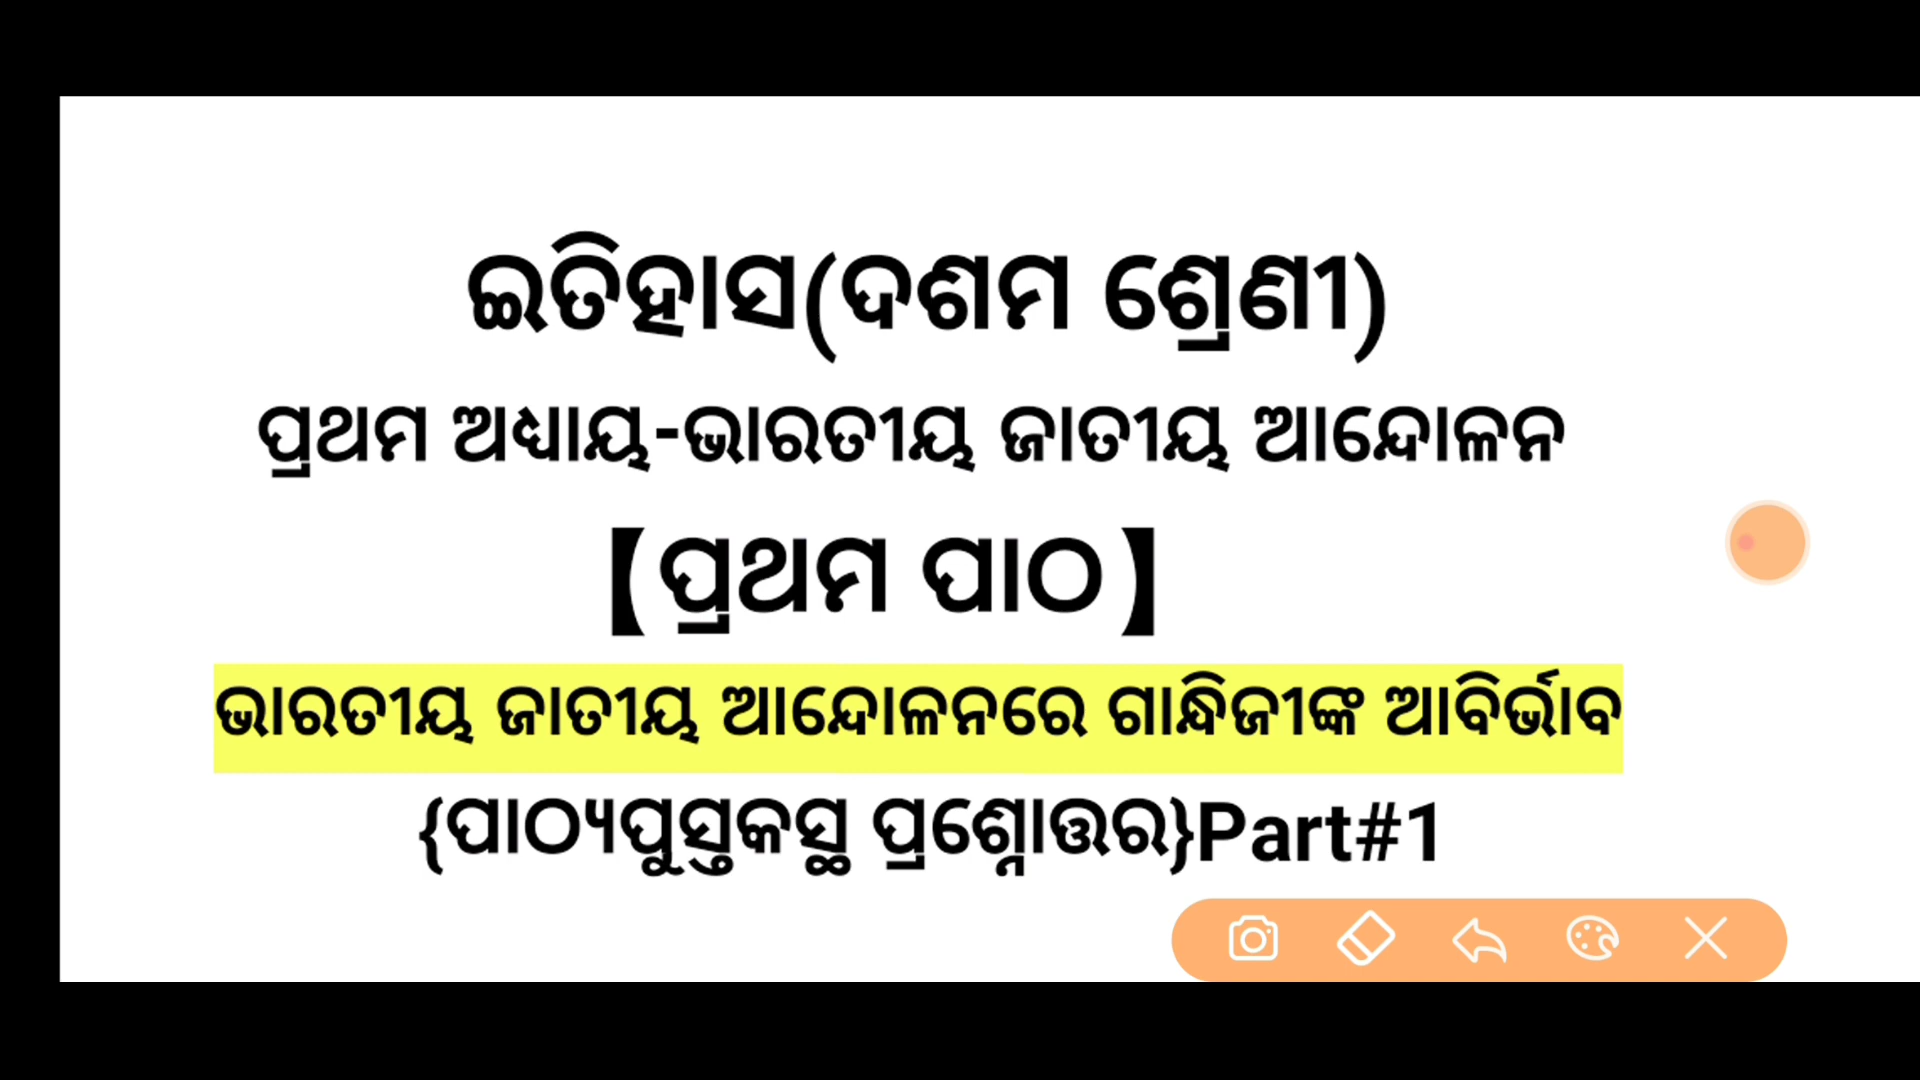 ଇତିହାସ(ଦଶମ ଶ୍ରେଣୀ)
ପ୍ରଥମ ଅଧ୍ୟାୟ-ଭାରତୀୟ ଜାତୀୟ ଆନ୍ଦୋଳନ
【ପ୍ରଥମ ପାଠ】
ଭାରତୀୟ ଜାତୀୟ ଆନ୍ଦୋଳନରେ ଗାନ୍ଧିଜୀଙ୍କ ଆବିର୍ଭାବ
{ପାଠ୍ୟପୁସ୍ତକସ୍ଥ ପ୍ରଶ୍ନୋତ୍ତର}Part#1